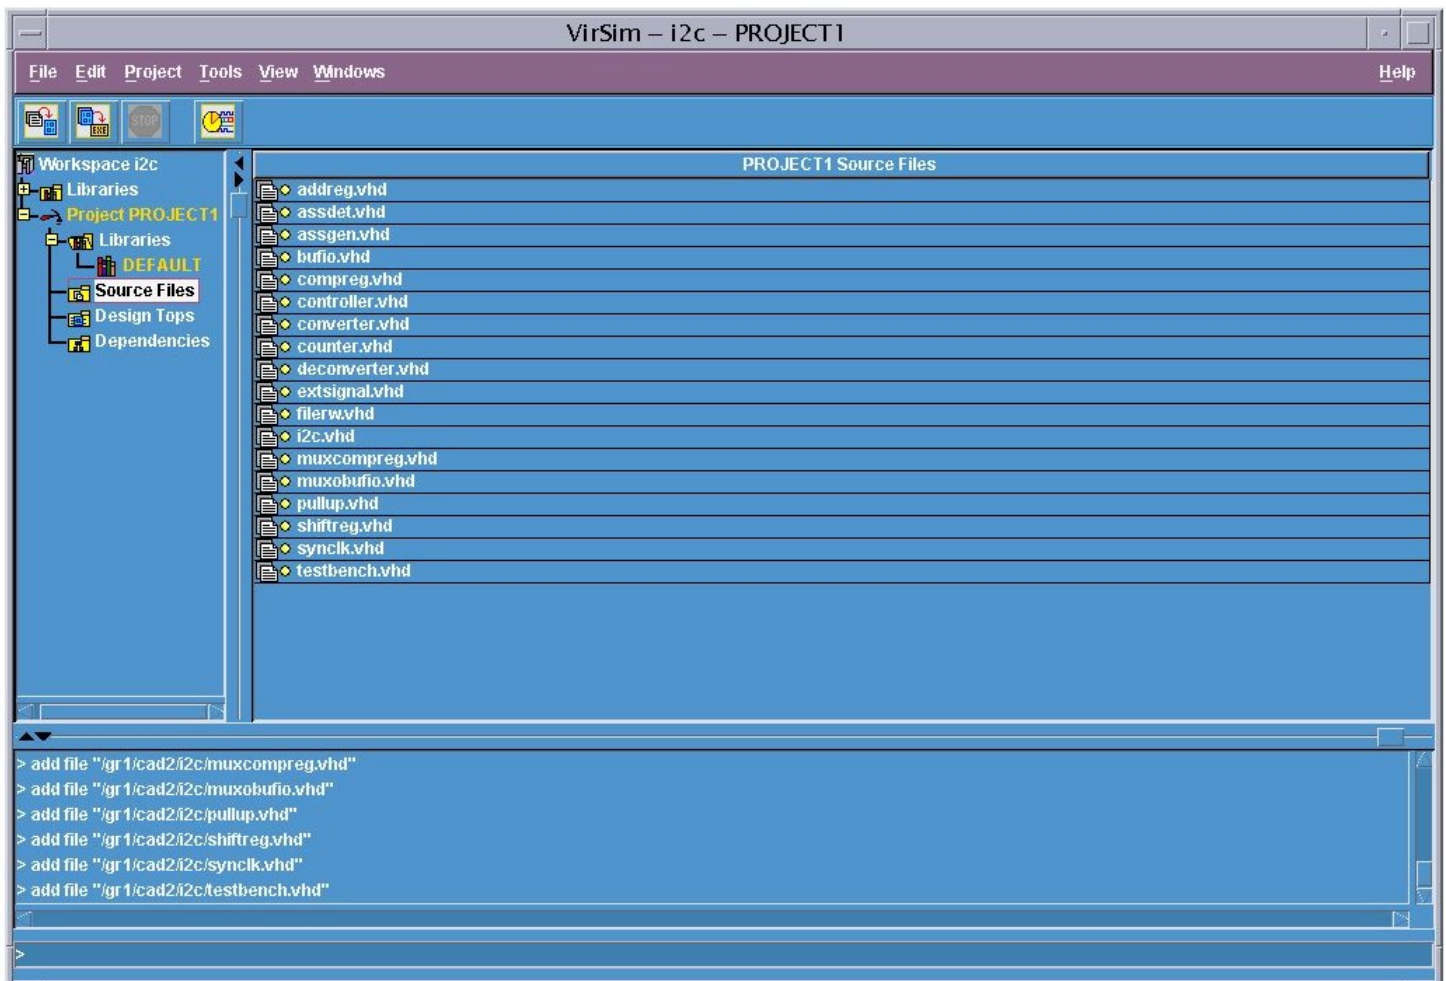 VirSim – i2c – PROJECT1
File Edit Project Tools View Windows Help
EXE STOP
Workspace i2c
Libraries
Project PROJECT1
Libraries
DEFAULT
Source Files
Design Tops
Dependencies
PROJECT1 Source Files
addreg.vhd
assdet.vhd
assgen.vhd
bufio.vhd
compreg.vhd
controller.vhd
converter.vhd
counter.vhd
deconverter.vhd
extsignal.vhd
filerw.vhd
i2c.vhd
muxcompreg.vhd
muxobufio.vhd
pullup.vhd
shiftreg.vhd
synclk.vhd
testbench.vhd
> add file "/gr1/cad2/i2c/muxcompreg.vhd"
> add file "/gr1/cad2/i2c/muxobufio.vhd"
> add file "/gr1/cad2/i2c/pullup.vhd"
> add file "/gr1/cad2/i2c/shiftreg.vhd"
> add file "/gr1/cad2/i2c/synclk.vhd"
> add file "/gr1/cad2/i2c/testbench.vhd"
>